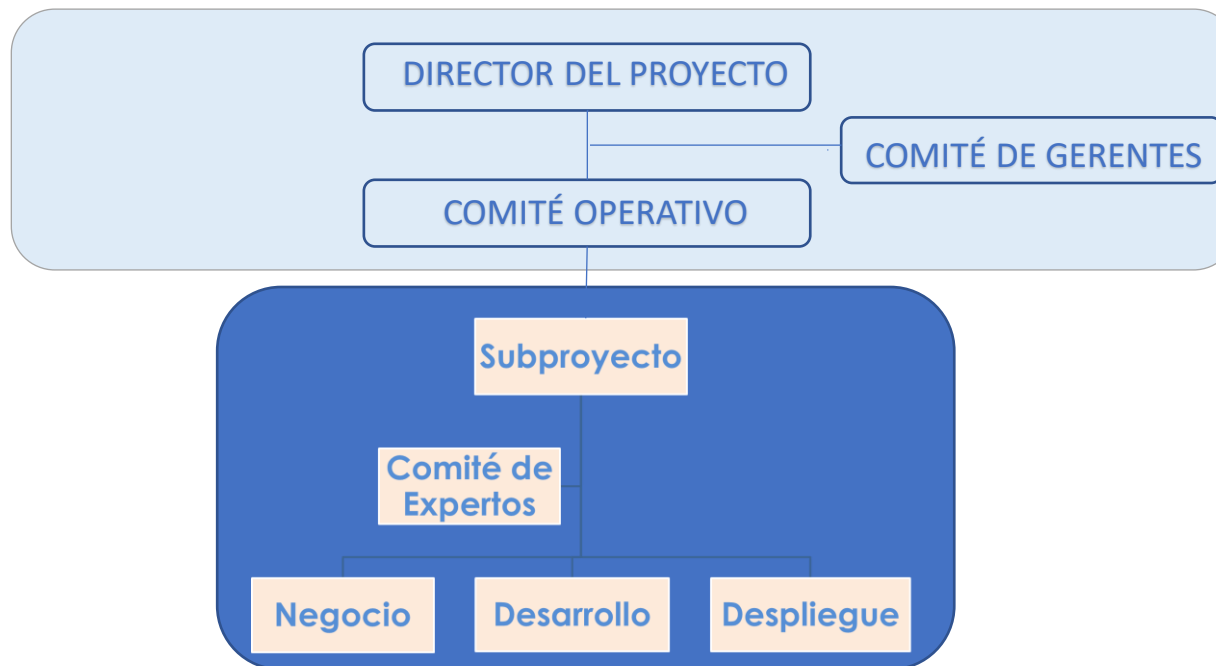 DIRECTOR DEL PROYECTO
COMITÉ DE GERENTES
COMITÉ OPERATIVO
Subproyecto
Comité de
Expertos
Negocio
Desarrollo
Despliegue